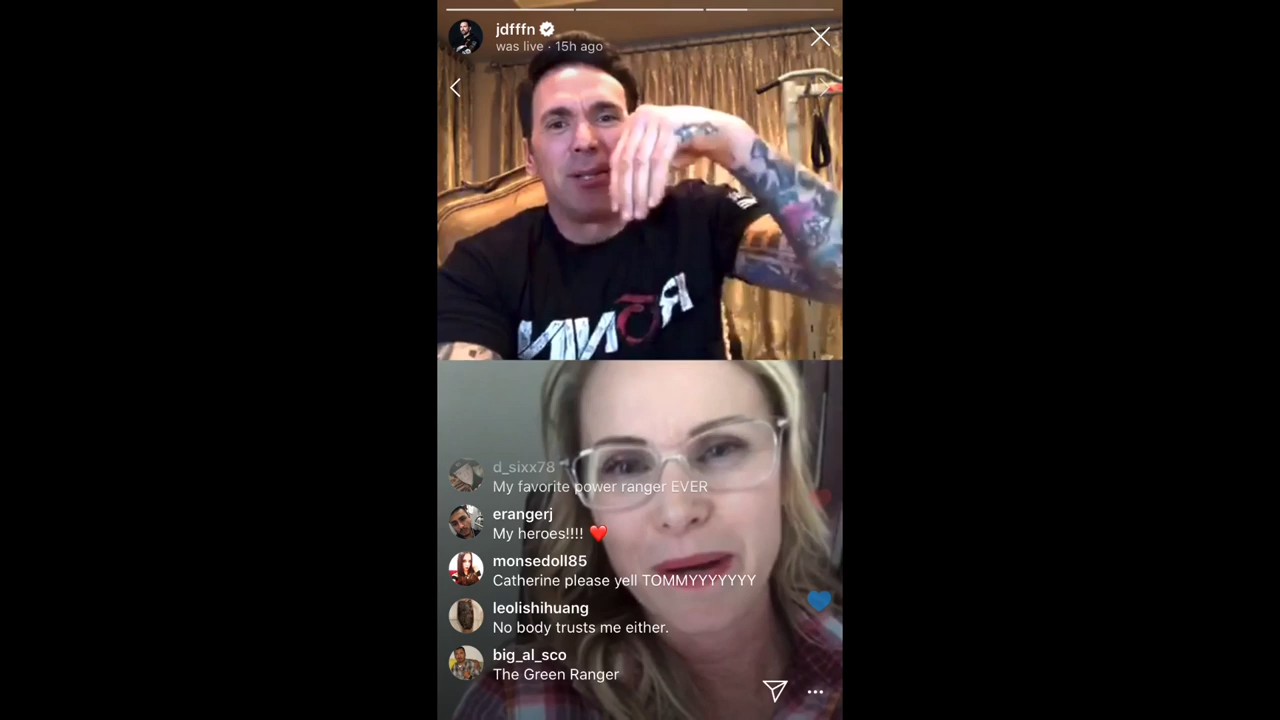 jdfffn
was live · 15h ago
RONIN
d_sixx78
My favorite power ranger EVER
erangerj
My heroes!!!! ❤️
monsedoll85
Catherine please yell TOMMYYYYYYY
leolishihuang
No body trusts me either.
big_al_sco
The Green Ranger